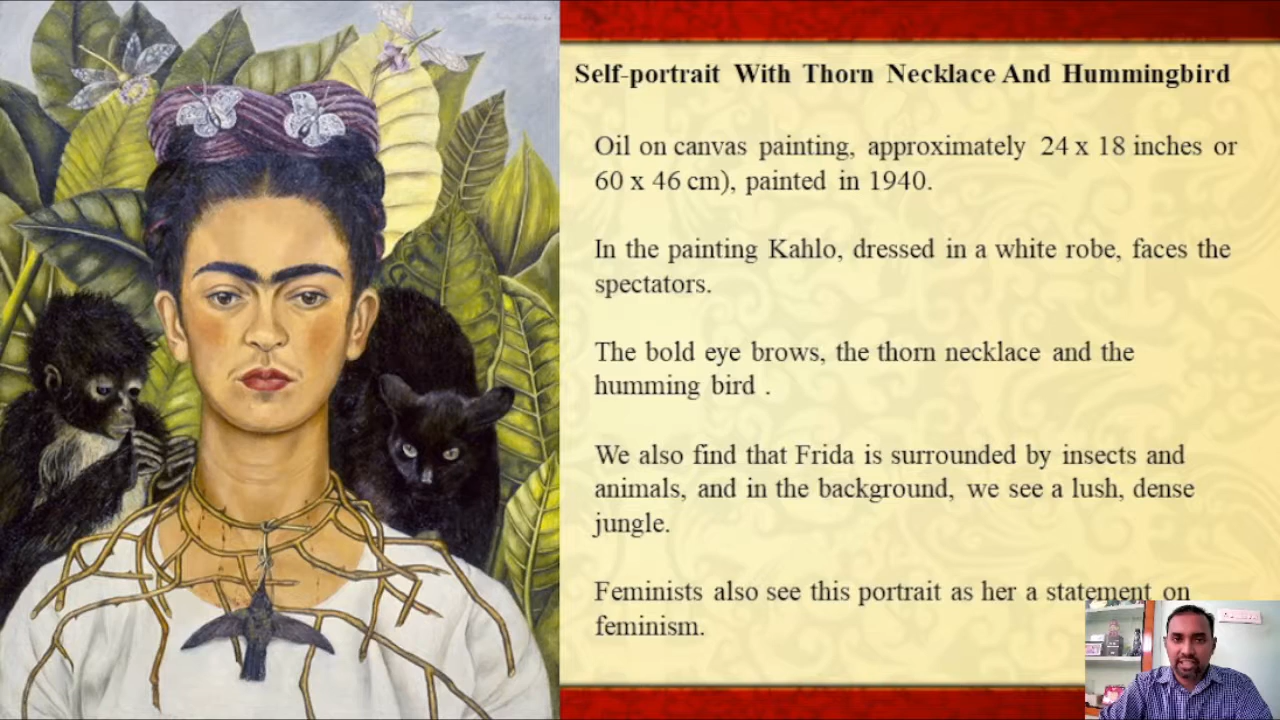 Self-portrait With Thorn Necklace And Hummingbird
Oil on canvas painting, approximately 24 x 18 inches or
60 x 46 cm), painted in 1940.
In the painting Kahlo, dressed in a white robe, faces the
spectators.
The bold eye brows, the thorn necklace and the
humming bird .
We also find that Frida is surrounded by insects and
animals, and in the background, we see a lush, dense
jungle.
Feminists also see this portrait as her a statement on
feminism.